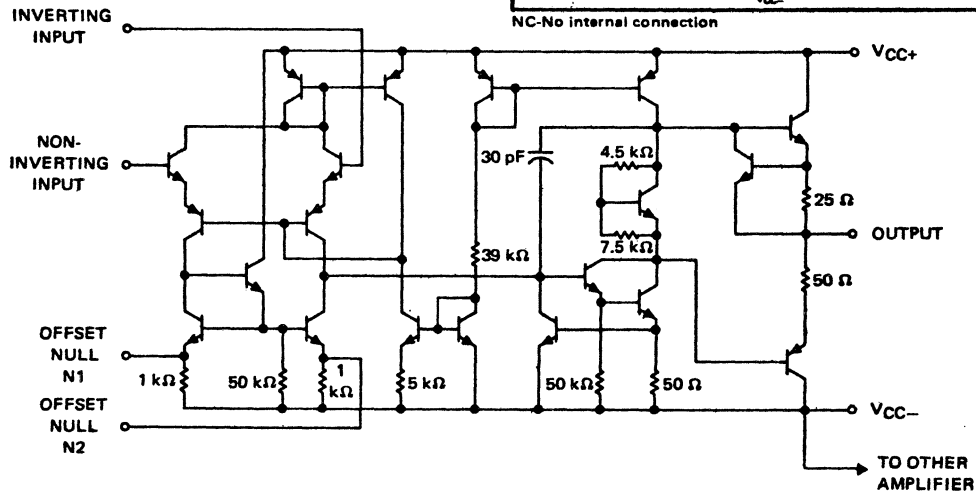 NC-No internal connection
INVERTING
INPUT
VCC+
NON-
INVERTING
INPUT
30 pF
4.5 kΩ
25 Ω
7.5 kΩ
OUTPUT
39 kΩ
50 Ω
OFFSET
NULL
N1
1 kΩ
50 kΩ
1
kΩ
5 kΩ
50 kΩ
50 Ω
OFFSET
NULL
N2
VCC–
TO OTHER
AMPLIFIER